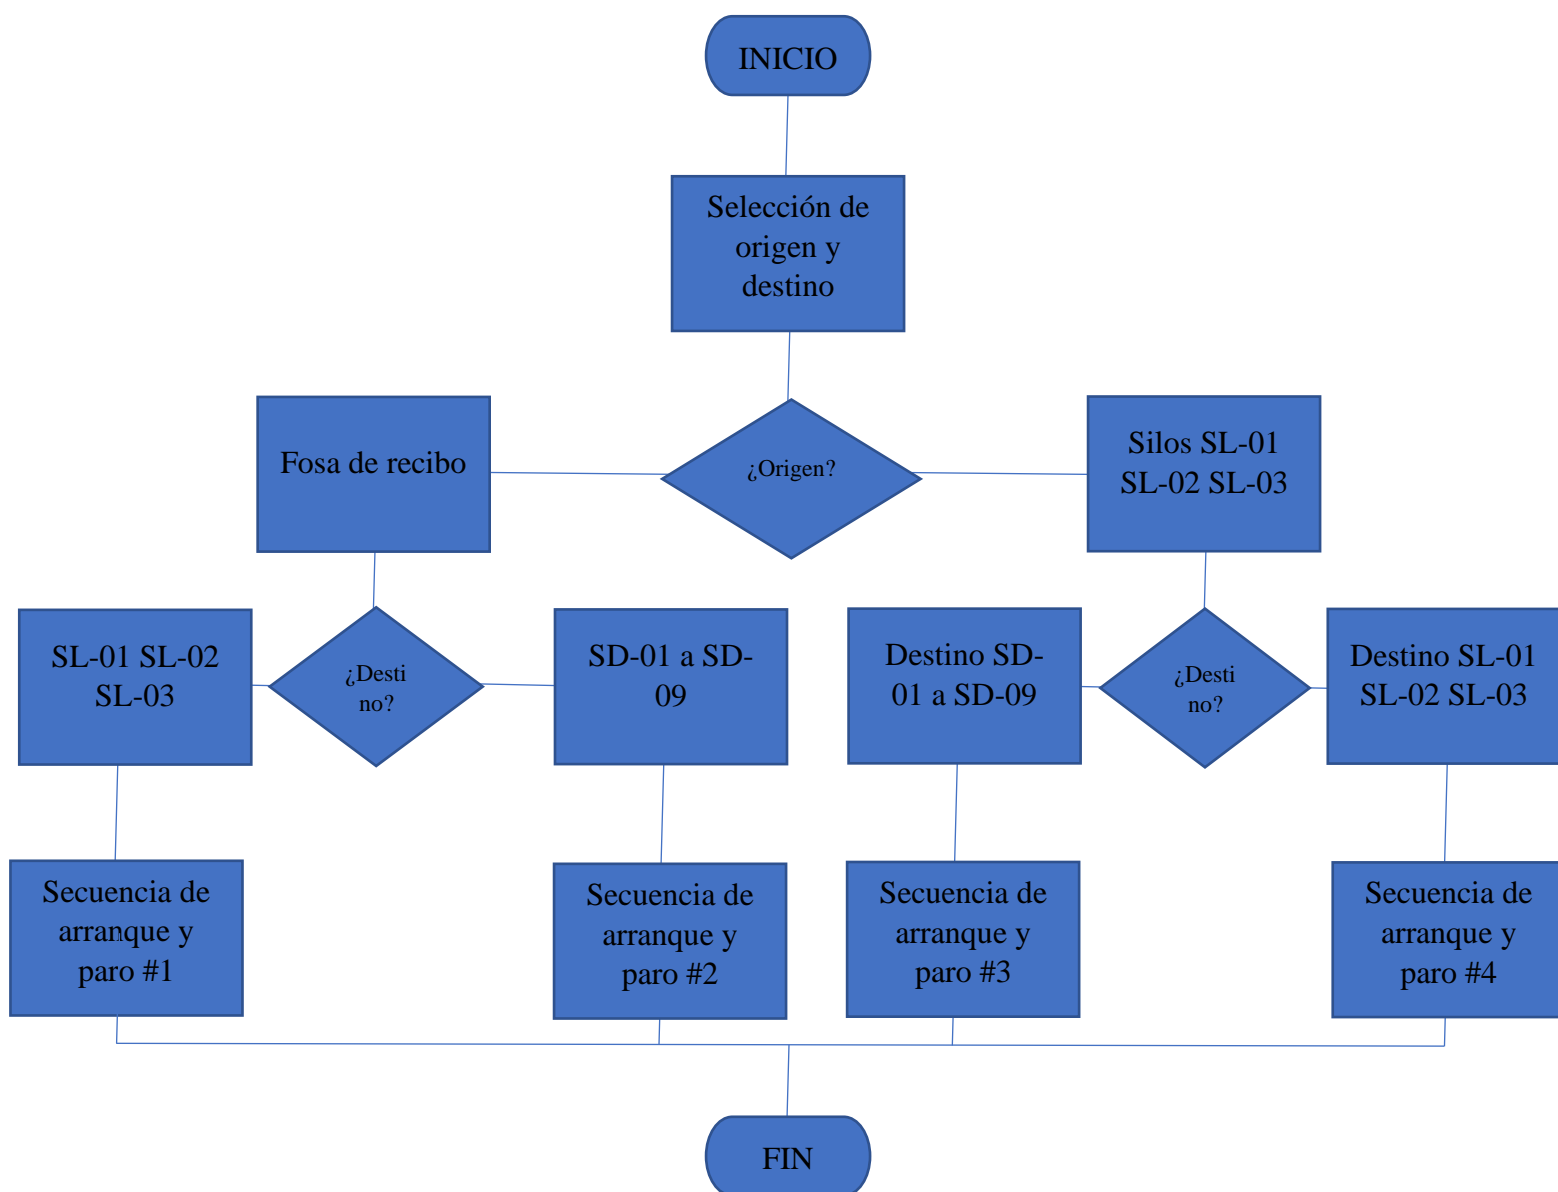 INICIO
Selección de
origen y
destino
Fosa de recibo
¿Origen?
Silos SL-01
SL-02 SL-03
SL-01 SL-02
SL-03
¿Desti
no?
SD-01 a SD-
09
Destino SD-
01 a SD-09
¿Desti
no?
Destino SL-01
SL-02 SL-03
Secuencia de
arranque y
paro #1
Secuencia de
arranque y
paro #2
Secuencia de
arranque y
paro #3
Secuencia de
arranque y
paro #4
FIN